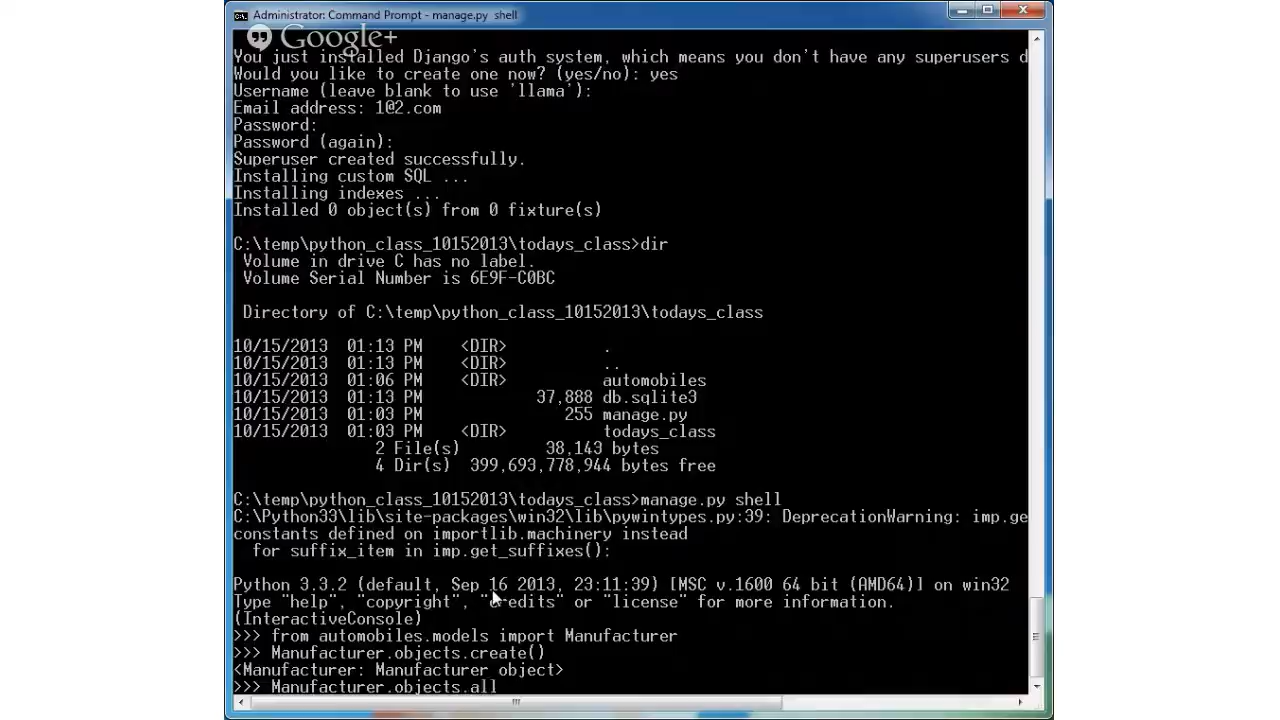 Administrator: Command Prompt - manage.py shell
Google+
You just installed Django's auth system, which means you don't have any superusers d
Would you like to create one now? (yes/no): yes
Username (leave blank to use 'llama'):
Email address: 1@2.com
Password:
Password (again):
Superuser created successfully.
Installing custom SQL ...
Installing indexes ...
Installed 0 object(s) from 0 fixture(s)
C:\temp\python_class_10152013\todays_class>dir
Volume in drive C has no label.
Volume Serial Number is 6E9F-C0BC
Directory of C:\temp\python_class_10152013\todays_class
10/15/2013  01:13 PM    <DIR>          .
10/15/2013  01:13 PM    <DIR>          ..
10/15/2013  01:06 PM    <DIR>          automobiles
10/15/2013  01:13 PM            37,888 db.sqlite3
10/15/2013  01:03 PM               255 manage.py
10/15/2013  01:03 PM    <DIR>          todays_class
2 File(s)         38,143 bytes
4 Dir(s)  399,693,778,944 bytes free
C:\temp\python_class_10152013\todays_class>manage.py shell
C:\Python33\lib\site-packages\win32\lib\pywintypes.py:39: DeprecationWarning: imp.ge
constants defined on importlib.machinery instead
for suffix_item in imp.get_suffixes():
Python 3.3.2 (default, Sep 16 2013, 23:11:39) [MSC v.1600 64 bit (AMD64)] on win32
Type "help", "copyright", "credits" or "license" for more information.
(InteractiveConsole)
>>> from automobiles.models import Manufacturer
>>> Manufacturer.objects.create()
<Manufacturer: Manufacturer object>
>>> Manufacturer.objects.all